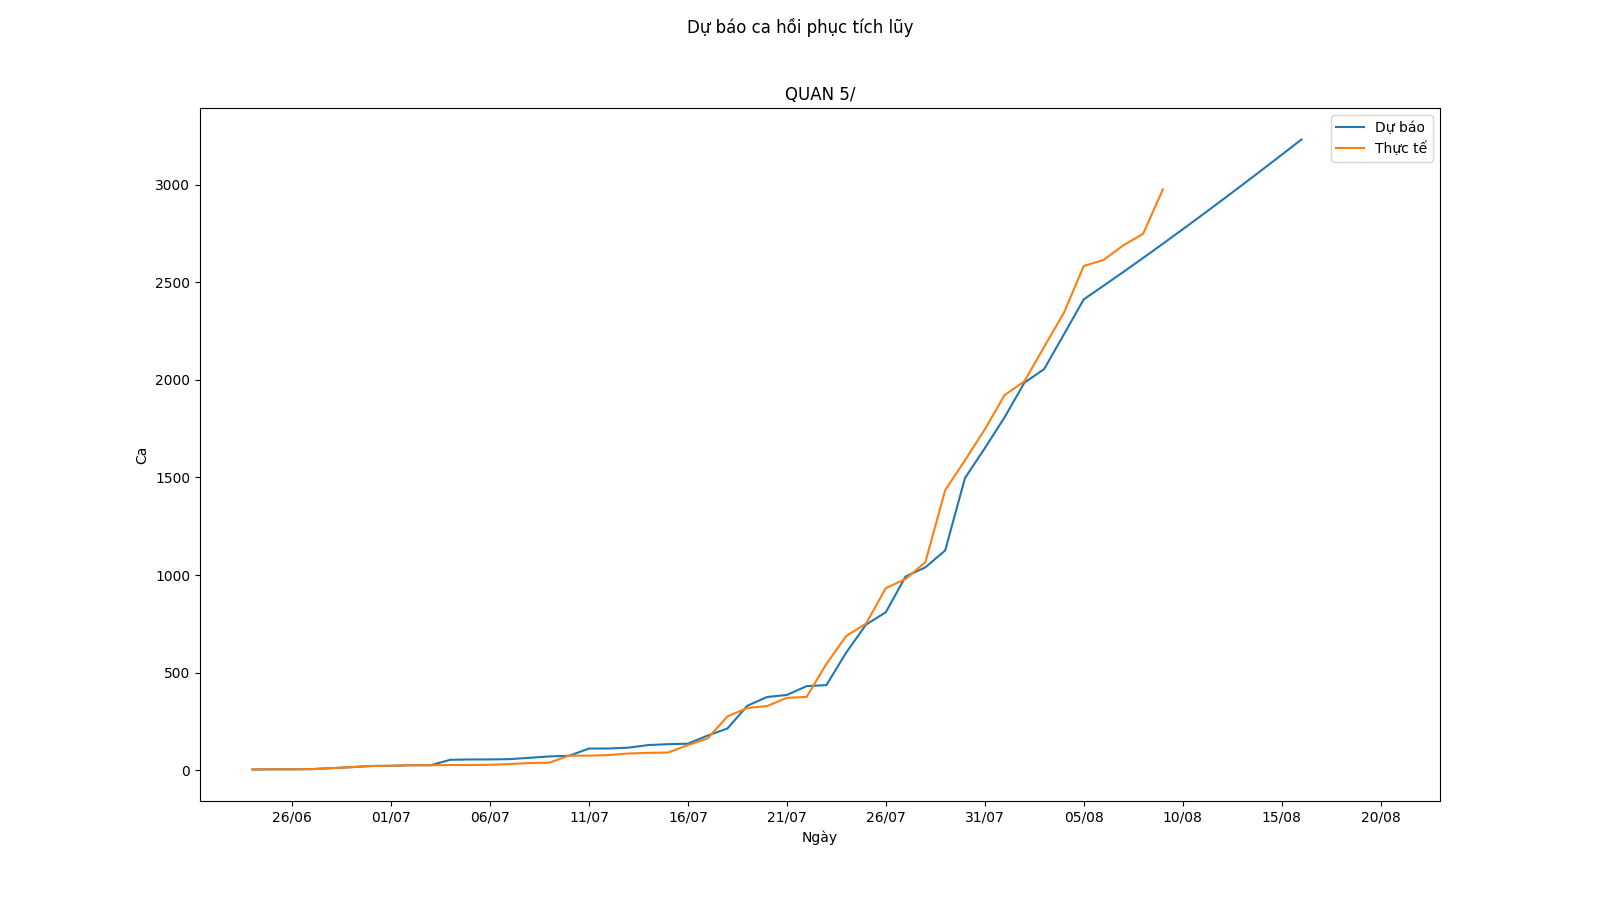 Dự báo ca hồi phục tích lũy
QUAN 5/
Dự báo
Thực tế
3000
2500
2000
1500
1000
500
0
Ca
26/06 01/07 06/07 11/07 16/07 21/07 26/07 31/07 05/08 10/08 15/08 20/08
Ngày